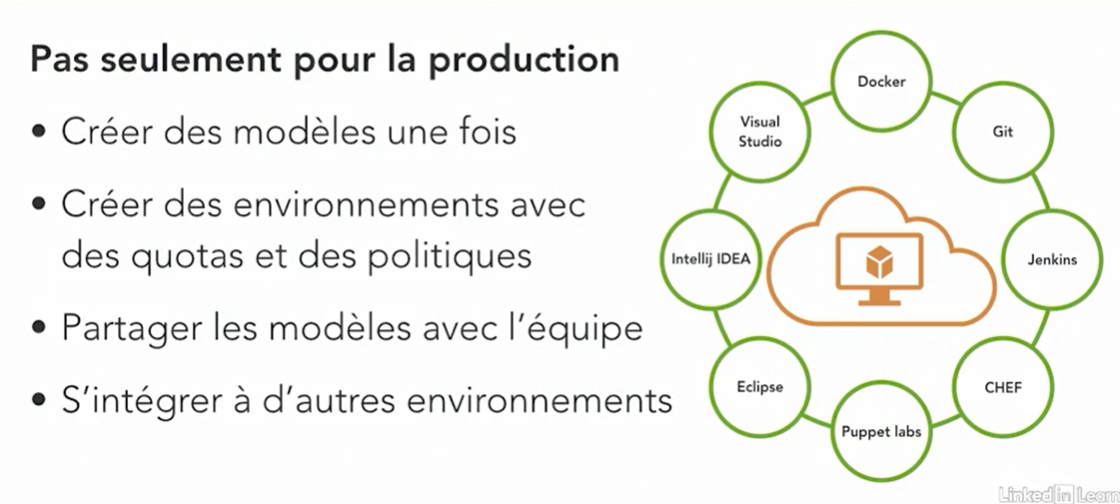 Pas seulement pour la production
• Créer des modèles une fois
• Créer des environnements avec
des quotas et des politiques
• Partager les modèles avec l'équipe
• S'intégrer à d'autres environnements
Docker
Git
Jenkins
CHEF
Puppet labs
Eclipse
Intellij IDEA
Visual
Studio
Linked in Learn